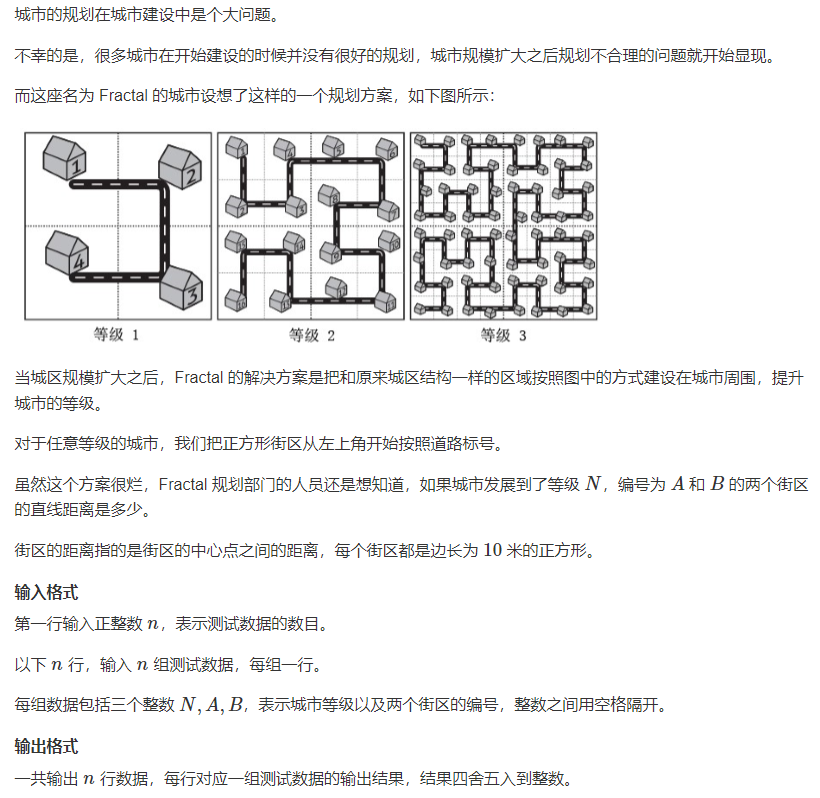 城市的规划在城市建设中是个大问题。
不幸的是，很多城市在开始建设的时候并没有很好的规划，城市规模扩大之后规划不合理的问题就开始显现。
而这座名为 Fractal 的城市设想了这样的一个规划方案，如下图所示：
1
2
4
3
等级 1
等级 2
等级 3
当城区规模扩大之后，Fractal 的解决方案是把和原来城区结构一样的区域按照图中的方式建设在城市周围，提升
城市的等级。
对于任意等级的城市，我们把正方形街区从左上角开始按照道路标号。
虽然这个方案很烂，Fractal 规划部门的人员还是想知道，如果城市发展到了等级 N，编号为 A 和 B 的两个街区
的直线距离是多少。
街区的距离指的是街区的中心点之间的距离，每个街区都是边长为 10 米的正方形。
输入格式
第一行输入正整数 n，表示测试数据的数目。
以下 n 行，输入 n 组测试数据，每组一行。
每组数据包括三个整数 N, A, B，表示城市等级以及两个街区的编号，整数之间用空格隔开。
输出格式
一共输出 n 行数据，每行对应一组测试数据的输出结果，结果四舍五入到整数。